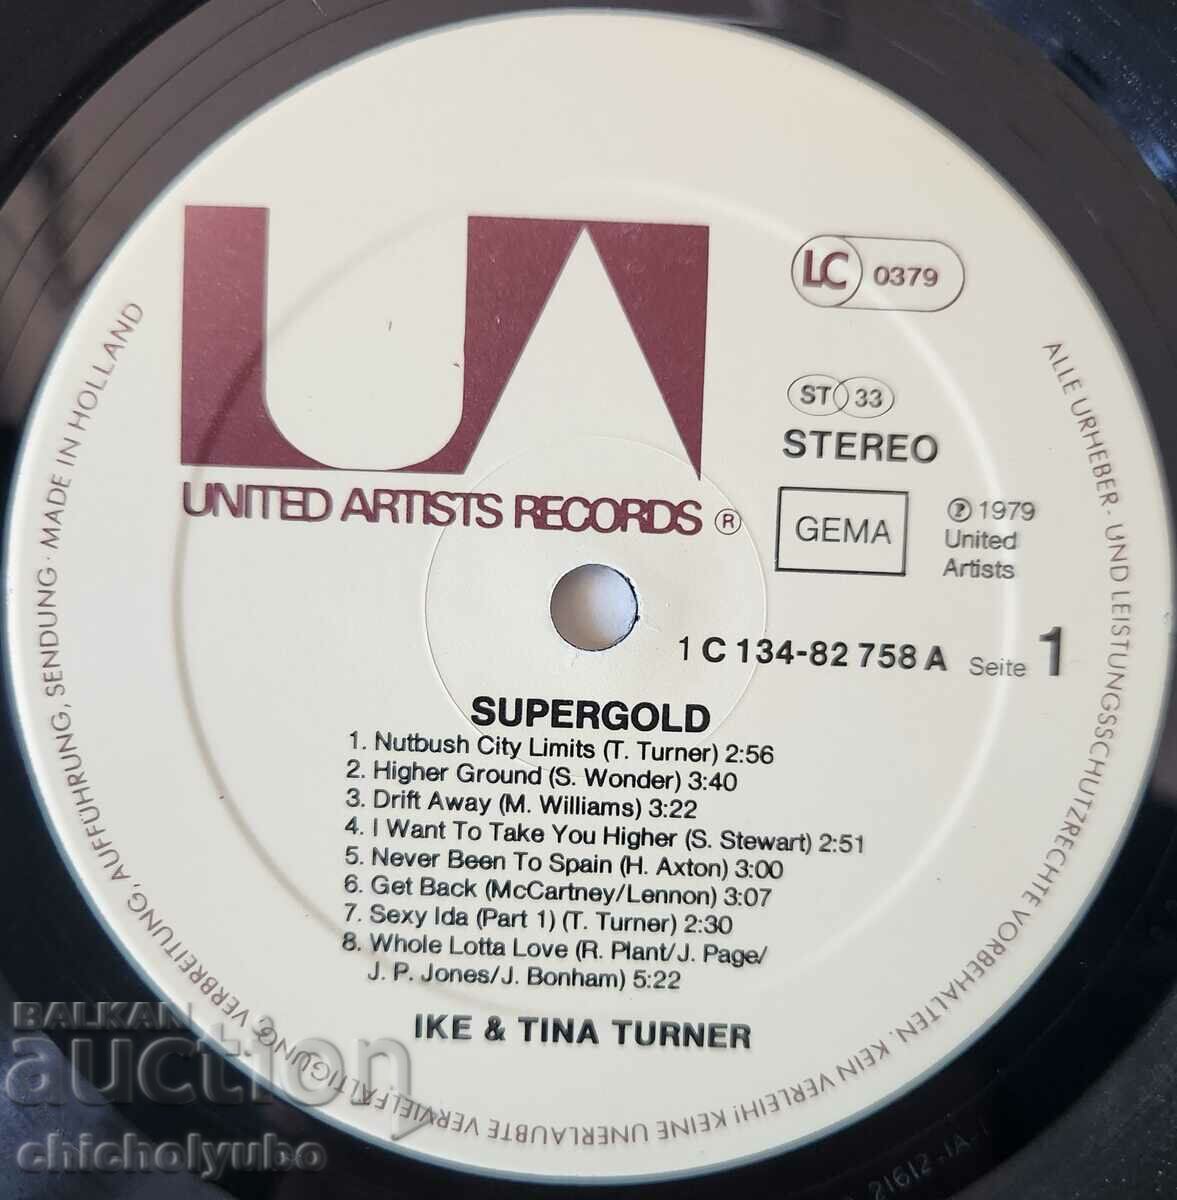 UA
UNITED ARTISTS RECORDS ®
LC 0379
ST 33
STEREO
GEMA
℗ 1979
United
Artists
1 C 134-82 758 A Seite 1
SUPERGOLD
1. Nutbush City Limits (T. Turner) 2:56
2. Higher Ground (S. Wonder) 3:40
3. Drift Away (M. Williams) 3:22
4. I Want To Take You Higher (S. Stewart) 2:51
5. Never Been To Spain (H. Axton) 3:00
6. Get Back (McCartney/Lennon) 3:07
7. Sexy Ida (Part 1) (T. Turner) 2:30
8. Whole Lotta Love (R. Plant/J. Page/
J. P. Jones/J. Bonham) 5:22
IKE & TINA TURNER
ALLE URHEBER- UND LEISTUNGSSCHUTZRECHTE VORBEHALTEN. KEIN VERLEIH! KEINE UNERLAUBTE VERVIELFÄLTIGUNG, VERBREITUNG, AUFFÜHRUNG, SENDUNG · MADE IN HOLLAND
21612-1A
BALKAN
auction
chicholyubo